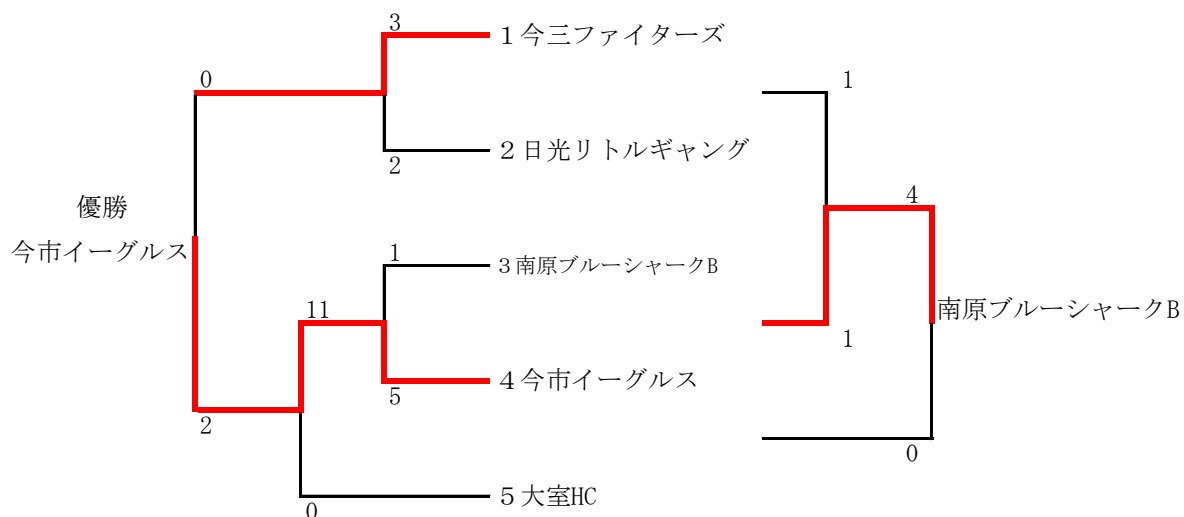 3
１今三ファイターズ
0
1
２日光リトルギャング
2
4
優勝
今市イーグルス
1
３南原ブルーシャークB
11
南原ブルーシャークB
1
４今市イーグルス
5
2
0
５大室HC
0